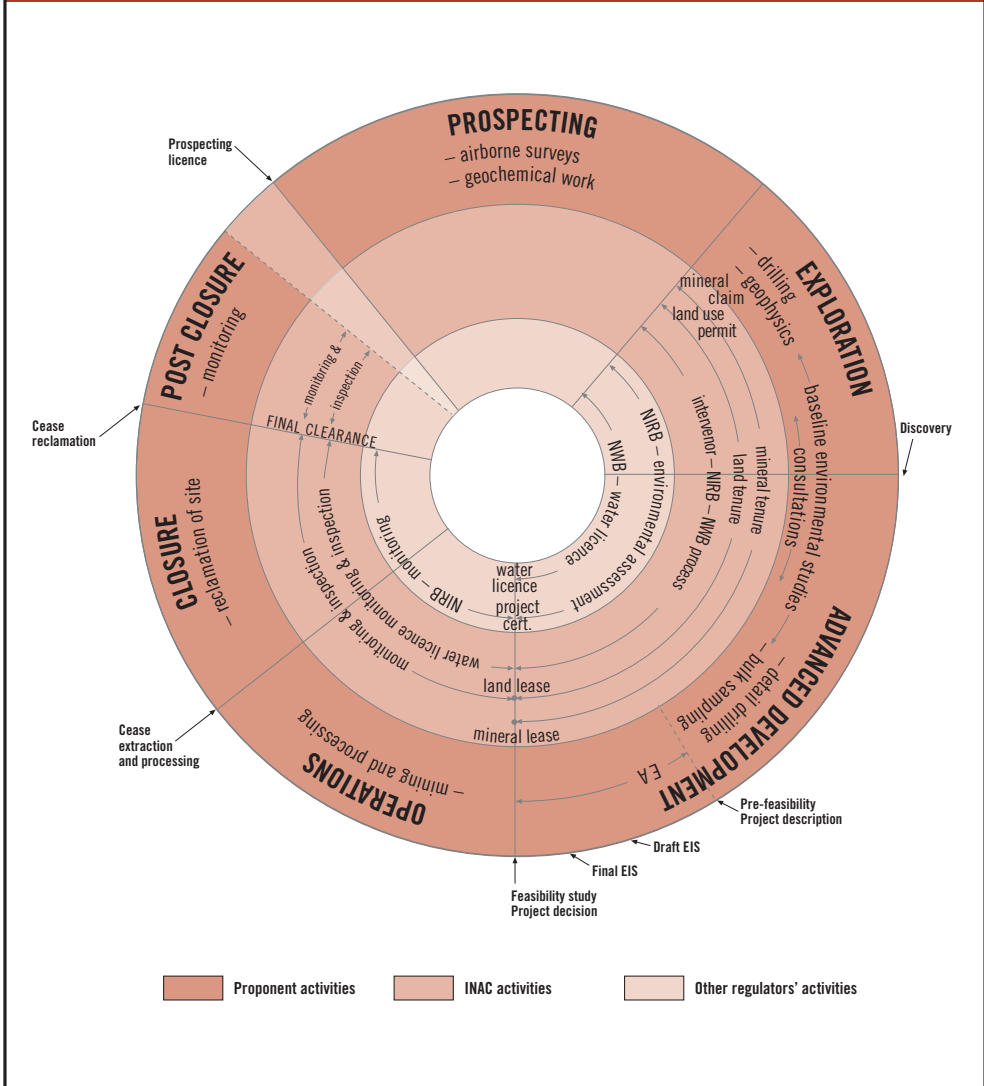 PROSPECTING
– airborne surveys
– geochemical work
Prospecting
licence
EXPLORATION
– drilling
– geophysics
mineral
claim
land use
permit
POST CLOSURE
– monitoring
monitoring &
inspection
FINAL CLEARANCE
Cease
reclamation
Discovery
baseline environmental studies
consultations
mineral tenure
land tenure
intervenor – NIRB – NWB process
NIRB – environmental assessment
NWB – water licence
water
licence
project
cert.
CLOSURE
– reclamation of site
NIRB – monitoring
water licence monitoring & inspection
monitoring & inspection
land lease
mineral lease
ADVANCED DEVELOPMENT
– detail drilling
– bulk sampling
EA
OPERATIONS
– mining and processing
Cease
extraction
and processing
Pre-feasibility
Project description
Draft EIS
Final EIS
Feasibility study
Project decision
Proponent activities
INAC activities
Other regulators’ activities